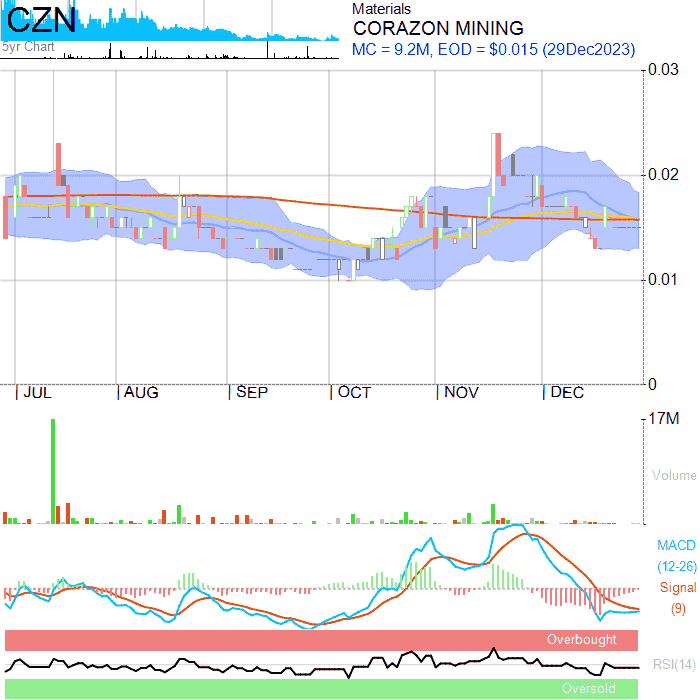 CZN
5yr Chart
Materials
CORAZON MINING
MC = 9.2M, EOD = $0.015 (29Dec2023)
0.03
0.02
0.01
0
JUL AUG SEP OCT NOV DEC
17M
Volume
MACD
(12-26)
Signal
(9)
Overbought
RSI(14)
Oversold